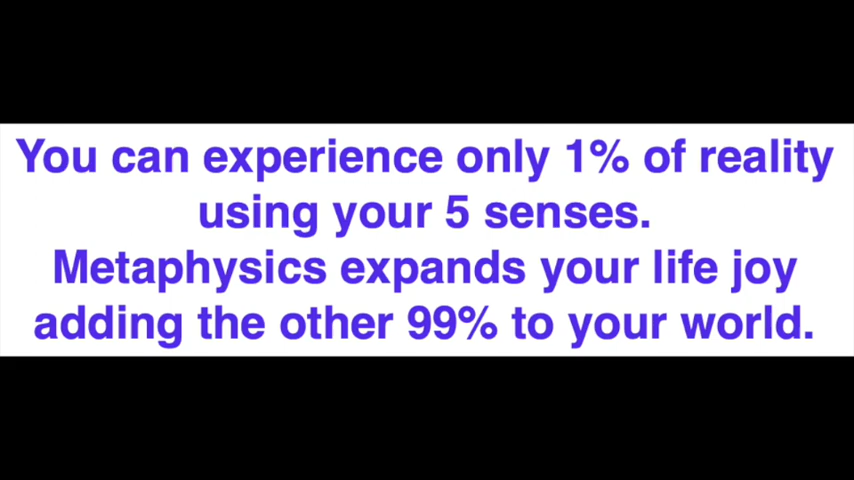 You can experience only 1% of reality
using your 5 senses.
Metaphysics expands your life joy
adding the other 99% to your world.